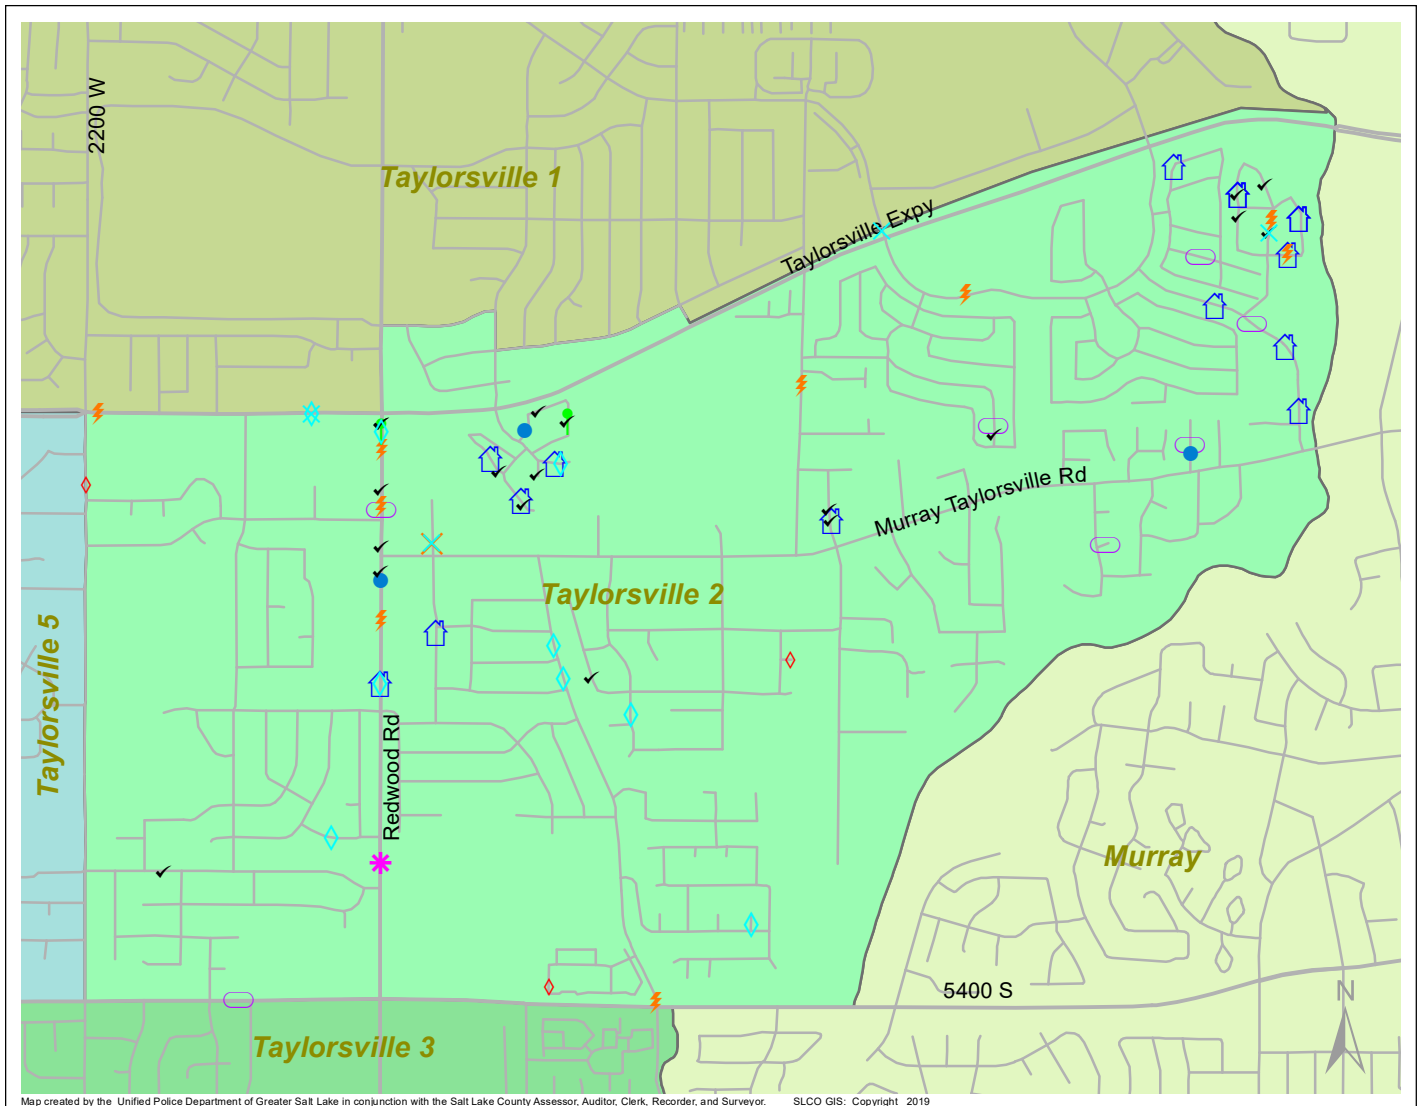 2200 W
Taylorsville 1
Taylorsville Expy
Murray Taylorsville Rd
Taylorsville 2
Taylorsville 5
Redwood Rd
Murray
5400 S
N
Taylorsville 3
Map created by the Unified Police Department of Greater Salt Lake in conjunction with the Salt Lake County Assessor, Auditor, Clerk, Recorder, and Surveyor. SLCO GIS: Copyright 2019